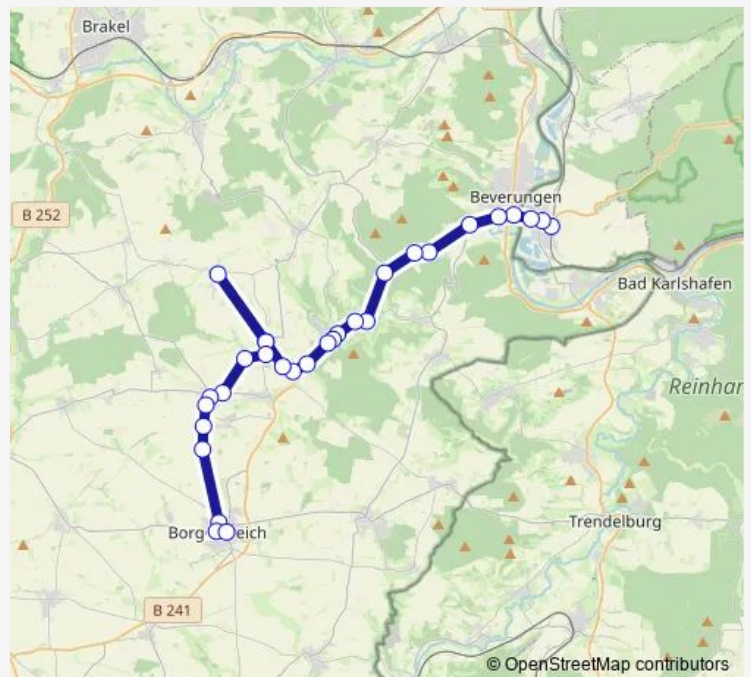 Brakel
B 252
Beverungen
Bad Karlshafen
Reinhar
Trendelburg
Borg eich
B 241
© OpenStreetMap contributors